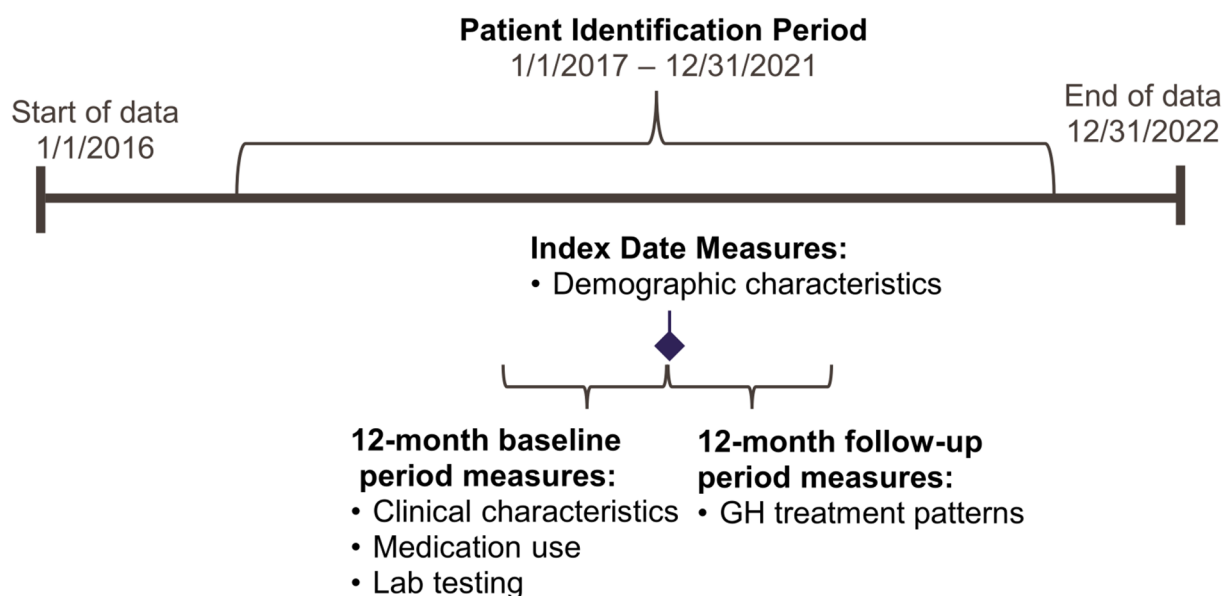 Patient Identification Period
1/1/2017 – 12/31/2021
Start of data
1/1/2016
End of data
12/31/2022
Index Date Measures:
• Demographic characteristics
12-month baseline
period measures:
• Clinical characteristics
• Medication use
• Lab testing
12-month follow-up
period measures:
• GH treatment patterns